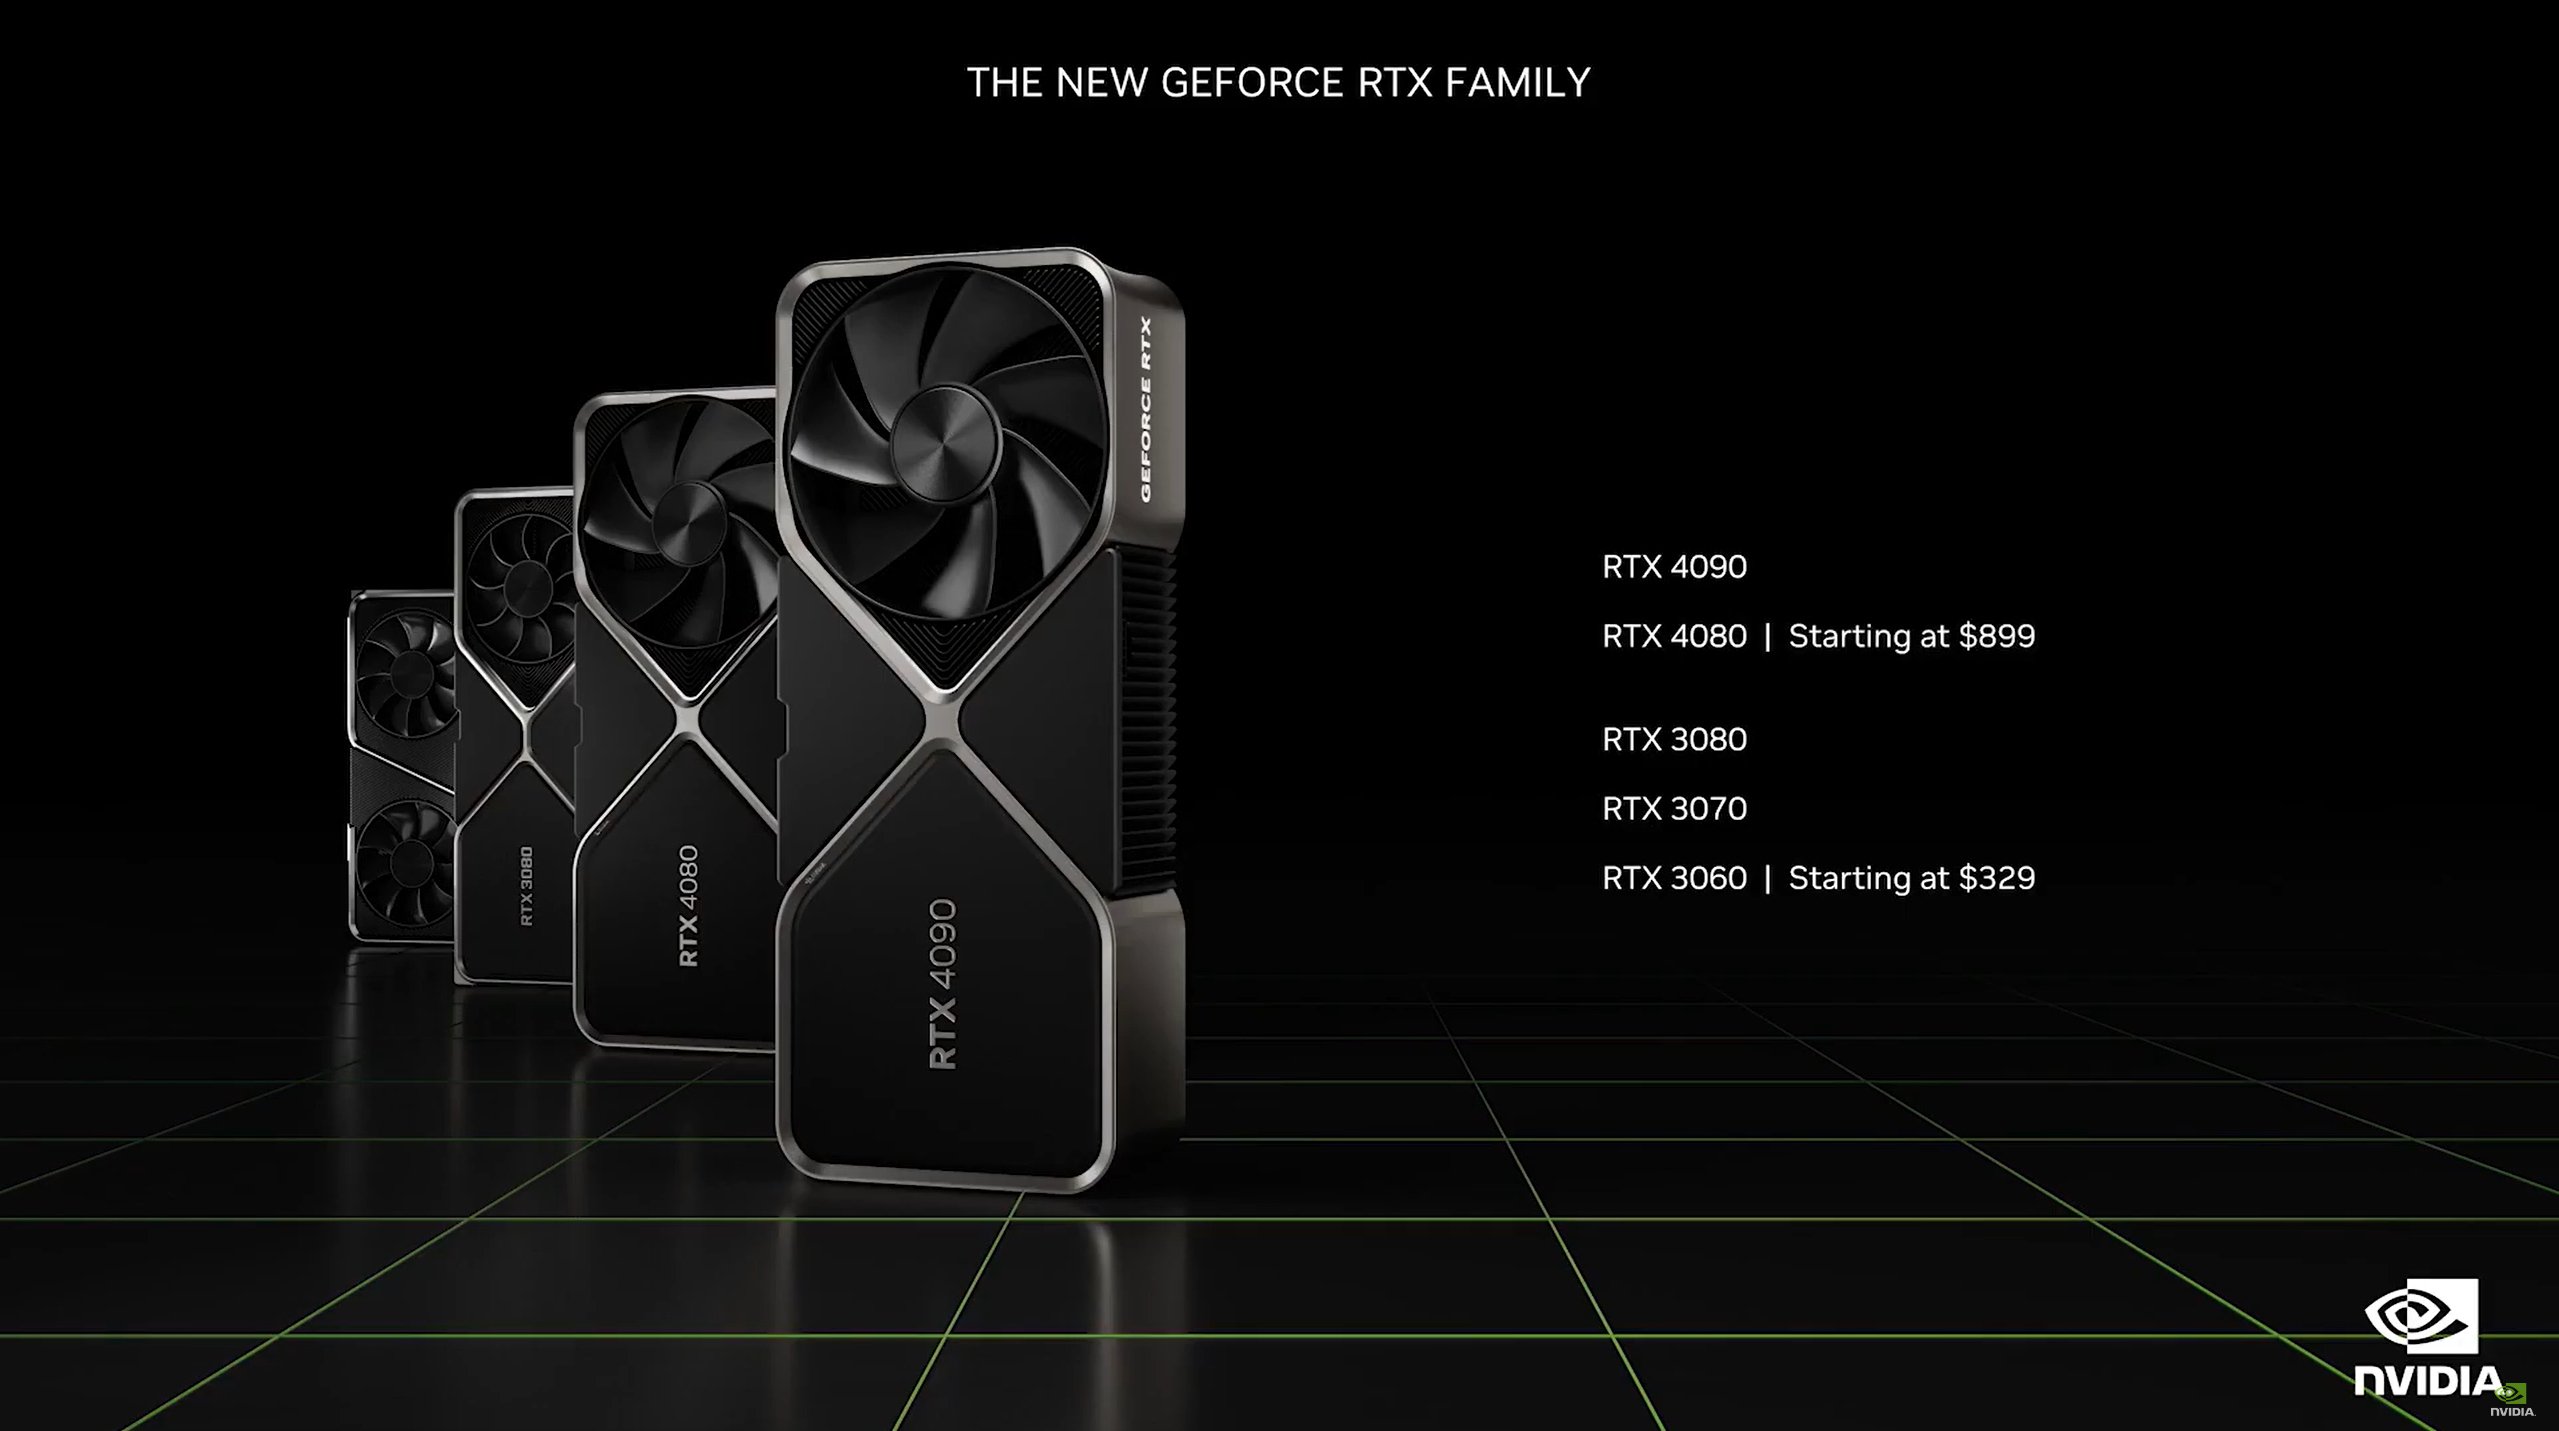 THE NEW GEFORCE RTX FAMILY
GEFORCE RTX
RTX 3080
RTX 4080
RTX 4090
RTX 4090
RTX 4080 | Starting at $899
RTX 3080
RTX 3070
RTX 3060 | Starting at $329
NVIDIA
NVIDIA.